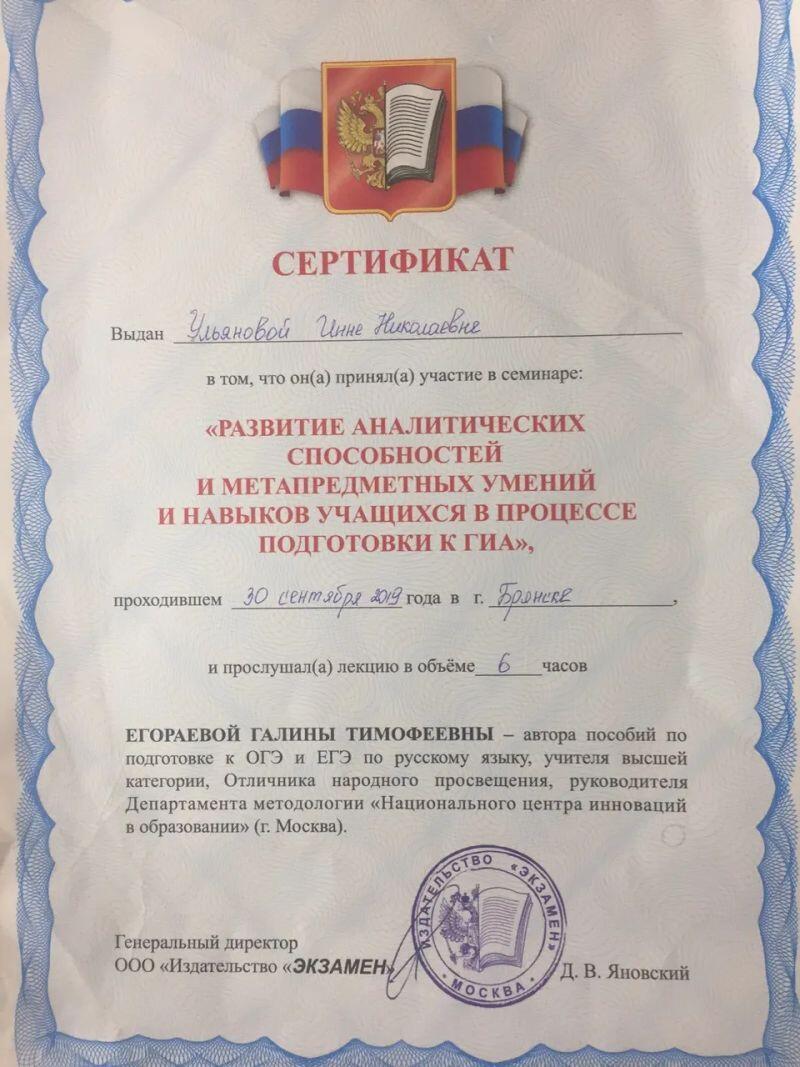 СЕРТИФИКАТ
Выдан Ульяновой Инне Николаевне
в том, что он(а) принял(а) участие в семинаре:
«РАЗВИТИЕ АНАЛИТИЧЕСКИХ
СПОСОБНОСТЕЙ
И МЕТАПРЕДМЕТНЫХ УМЕНИЙ
И НАВЫКОВ УЧАЩИХСЯ В ПРОЦЕССЕ
ПОДГОТОВКИ К ГИА»,
проходившем 30 сентября 2019 года в г. Брянске,
и прослушал(а) лекцию в объёме 6 часов
ЕГОРАЕВОЙ ГАЛИНЫ ТИМОФЕЕВНЫ – автора пособий по
подготовке к ОГЭ и ЕГЭ по русскому языку, учителя высшей
категории, Отличника народного просвещения, руководителя
Департамента методологии «Национального центра инноваций
в образовании» (г. Москва).
ИЗДАТЕЛЬСТВО «ЭКЗАМЕН»
· МОСКВА ·
Генеральный директор
ООО «Издательство «ЭКЗАМЕН» Д. В. Яновский